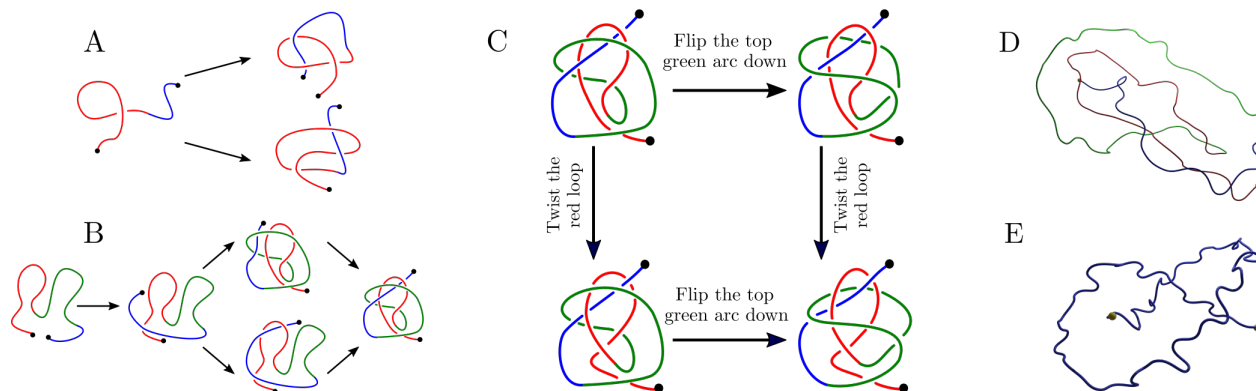 A
B
C
Flip the top
green arc down
Twist the
red loop
Twist the
red loop
Flip the top
green arc down
D
E